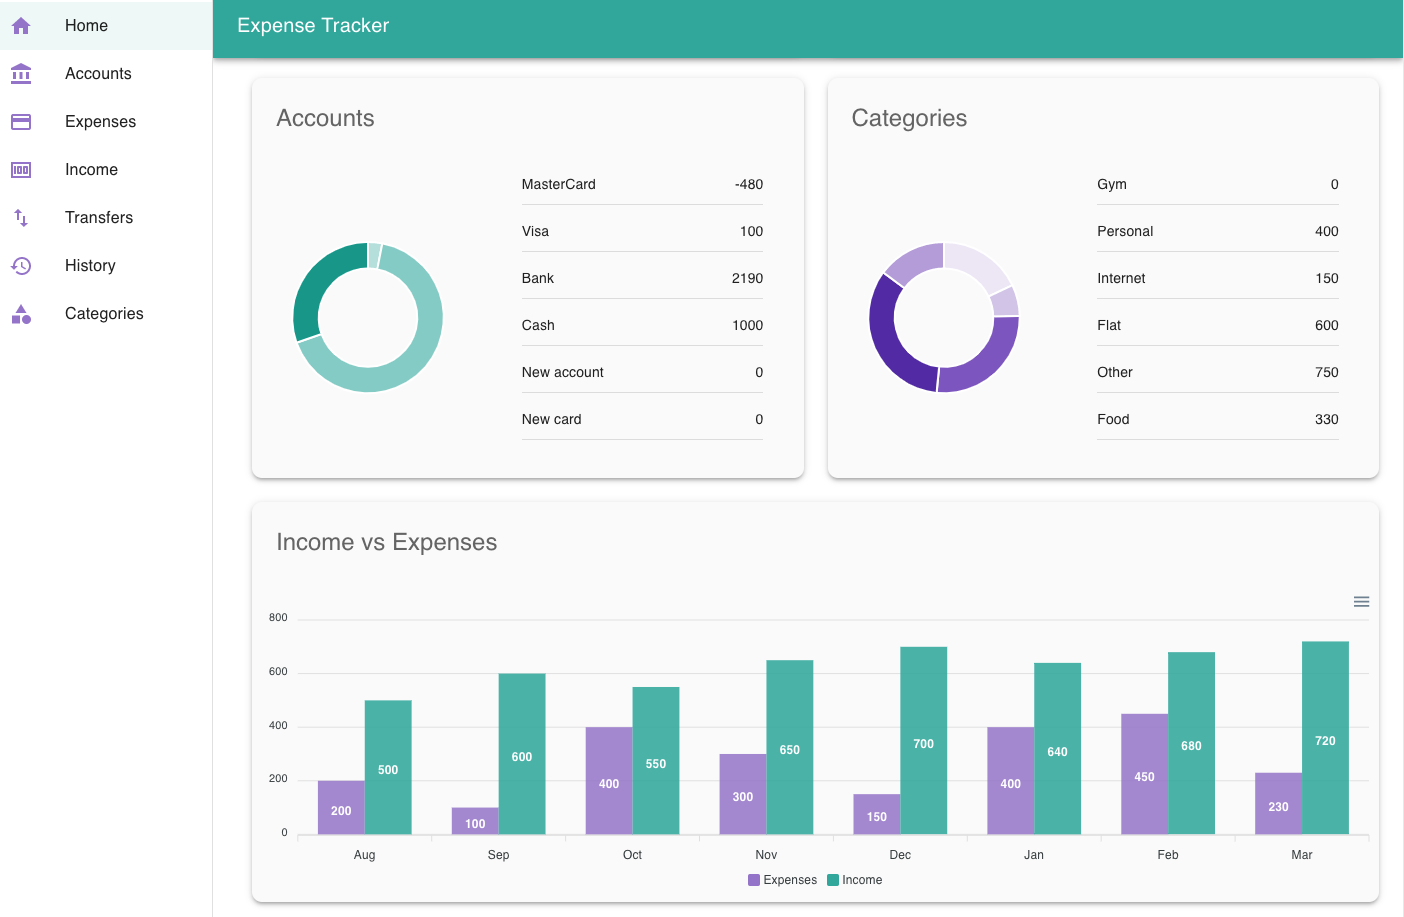 Home
Accounts
Expenses
Income
Transfers
History
Categories
Expense Tracker
Accounts
MasterCard -480
Visa 100
Bank 2190
Cash 1000
New account 0
New card 0
Categories
Gym 0
Personal 400
Internet 150
Flat 600
Other 750
Food 330
Income vs Expenses
800
600
400
200
0
200 500
100 600
400 550
300 650
150 700
400 640
450 680
230 720
Aug Sep Oct Nov Dec Jan Feb Mar
Expenses Income